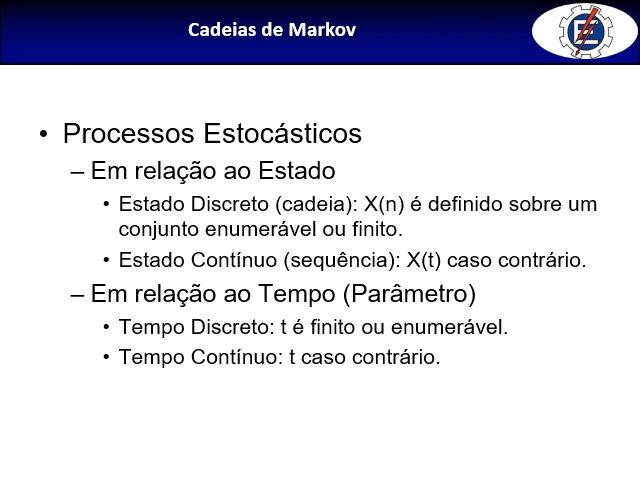 Cadeias de Markov
• Processos Estocásticos
– Em relação ao Estado
• Estado Discreto (cadeia): X(n) é definido sobre um
conjunto enumerável ou finito.
• Estado Contínuo (sequência): X(t) caso contrário.
– Em relação ao Tempo (Parâmetro)
• Tempo Discreto: t é finito ou enumerável.
• Tempo Contínuo: t caso contrário.